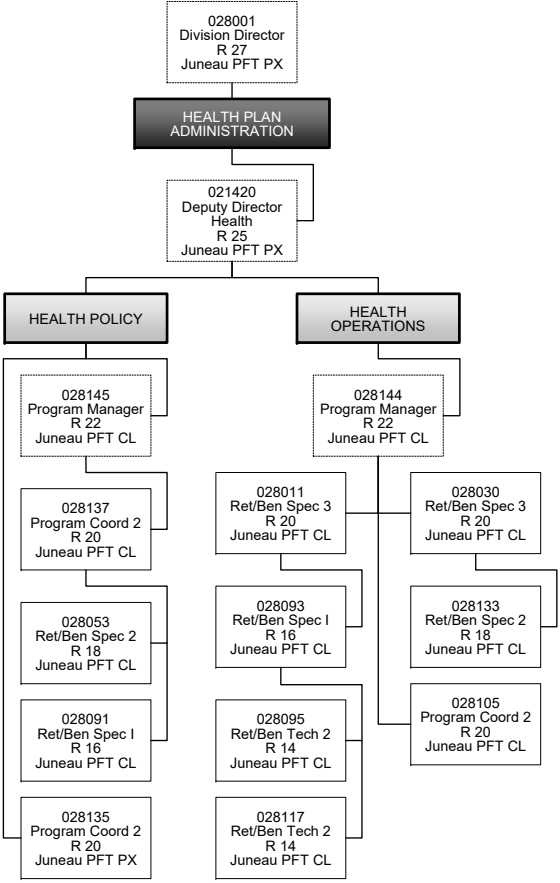 028001
Division Director
R 27
Juneau PFT PX
HEALTH PLAN
ADMINISTRATION
021420
Deputy Director
Health
R 25
Juneau PFT PX
HEALTH POLICY
028145
Program Manager
R 22
Juneau PFT CL
028137
Program Coord 2
R 20
Juneau PFT CL
028053
Ret/Ben Spec 2
R 18
Juneau PFT CL
028091
Ret/Ben Spec I
R 16
Juneau PFT CL
028135
Program Coord 2
R 20
Juneau PFT PX
HEALTH
OPERATIONS
028144
Program Manager
R 22
Juneau PFT CL
028011
Ret/Ben Spec 3
R 20
Juneau PFT CL
028093
Ret/Ben Spec I
R 16
Juneau PFT CL
028095
Ret/Ben Tech 2
R 14
Juneau PFT CL
028117
Ret/Ben Tech 2
R 14
Juneau PFT CL
028030
Ret/Ben Spec 3
R 20
Juneau PFT CL
028133
Ret/Ben Spec 2
R 18
Juneau PFT CL
028105
Program Coord 2
R 20
Juneau PFT CL